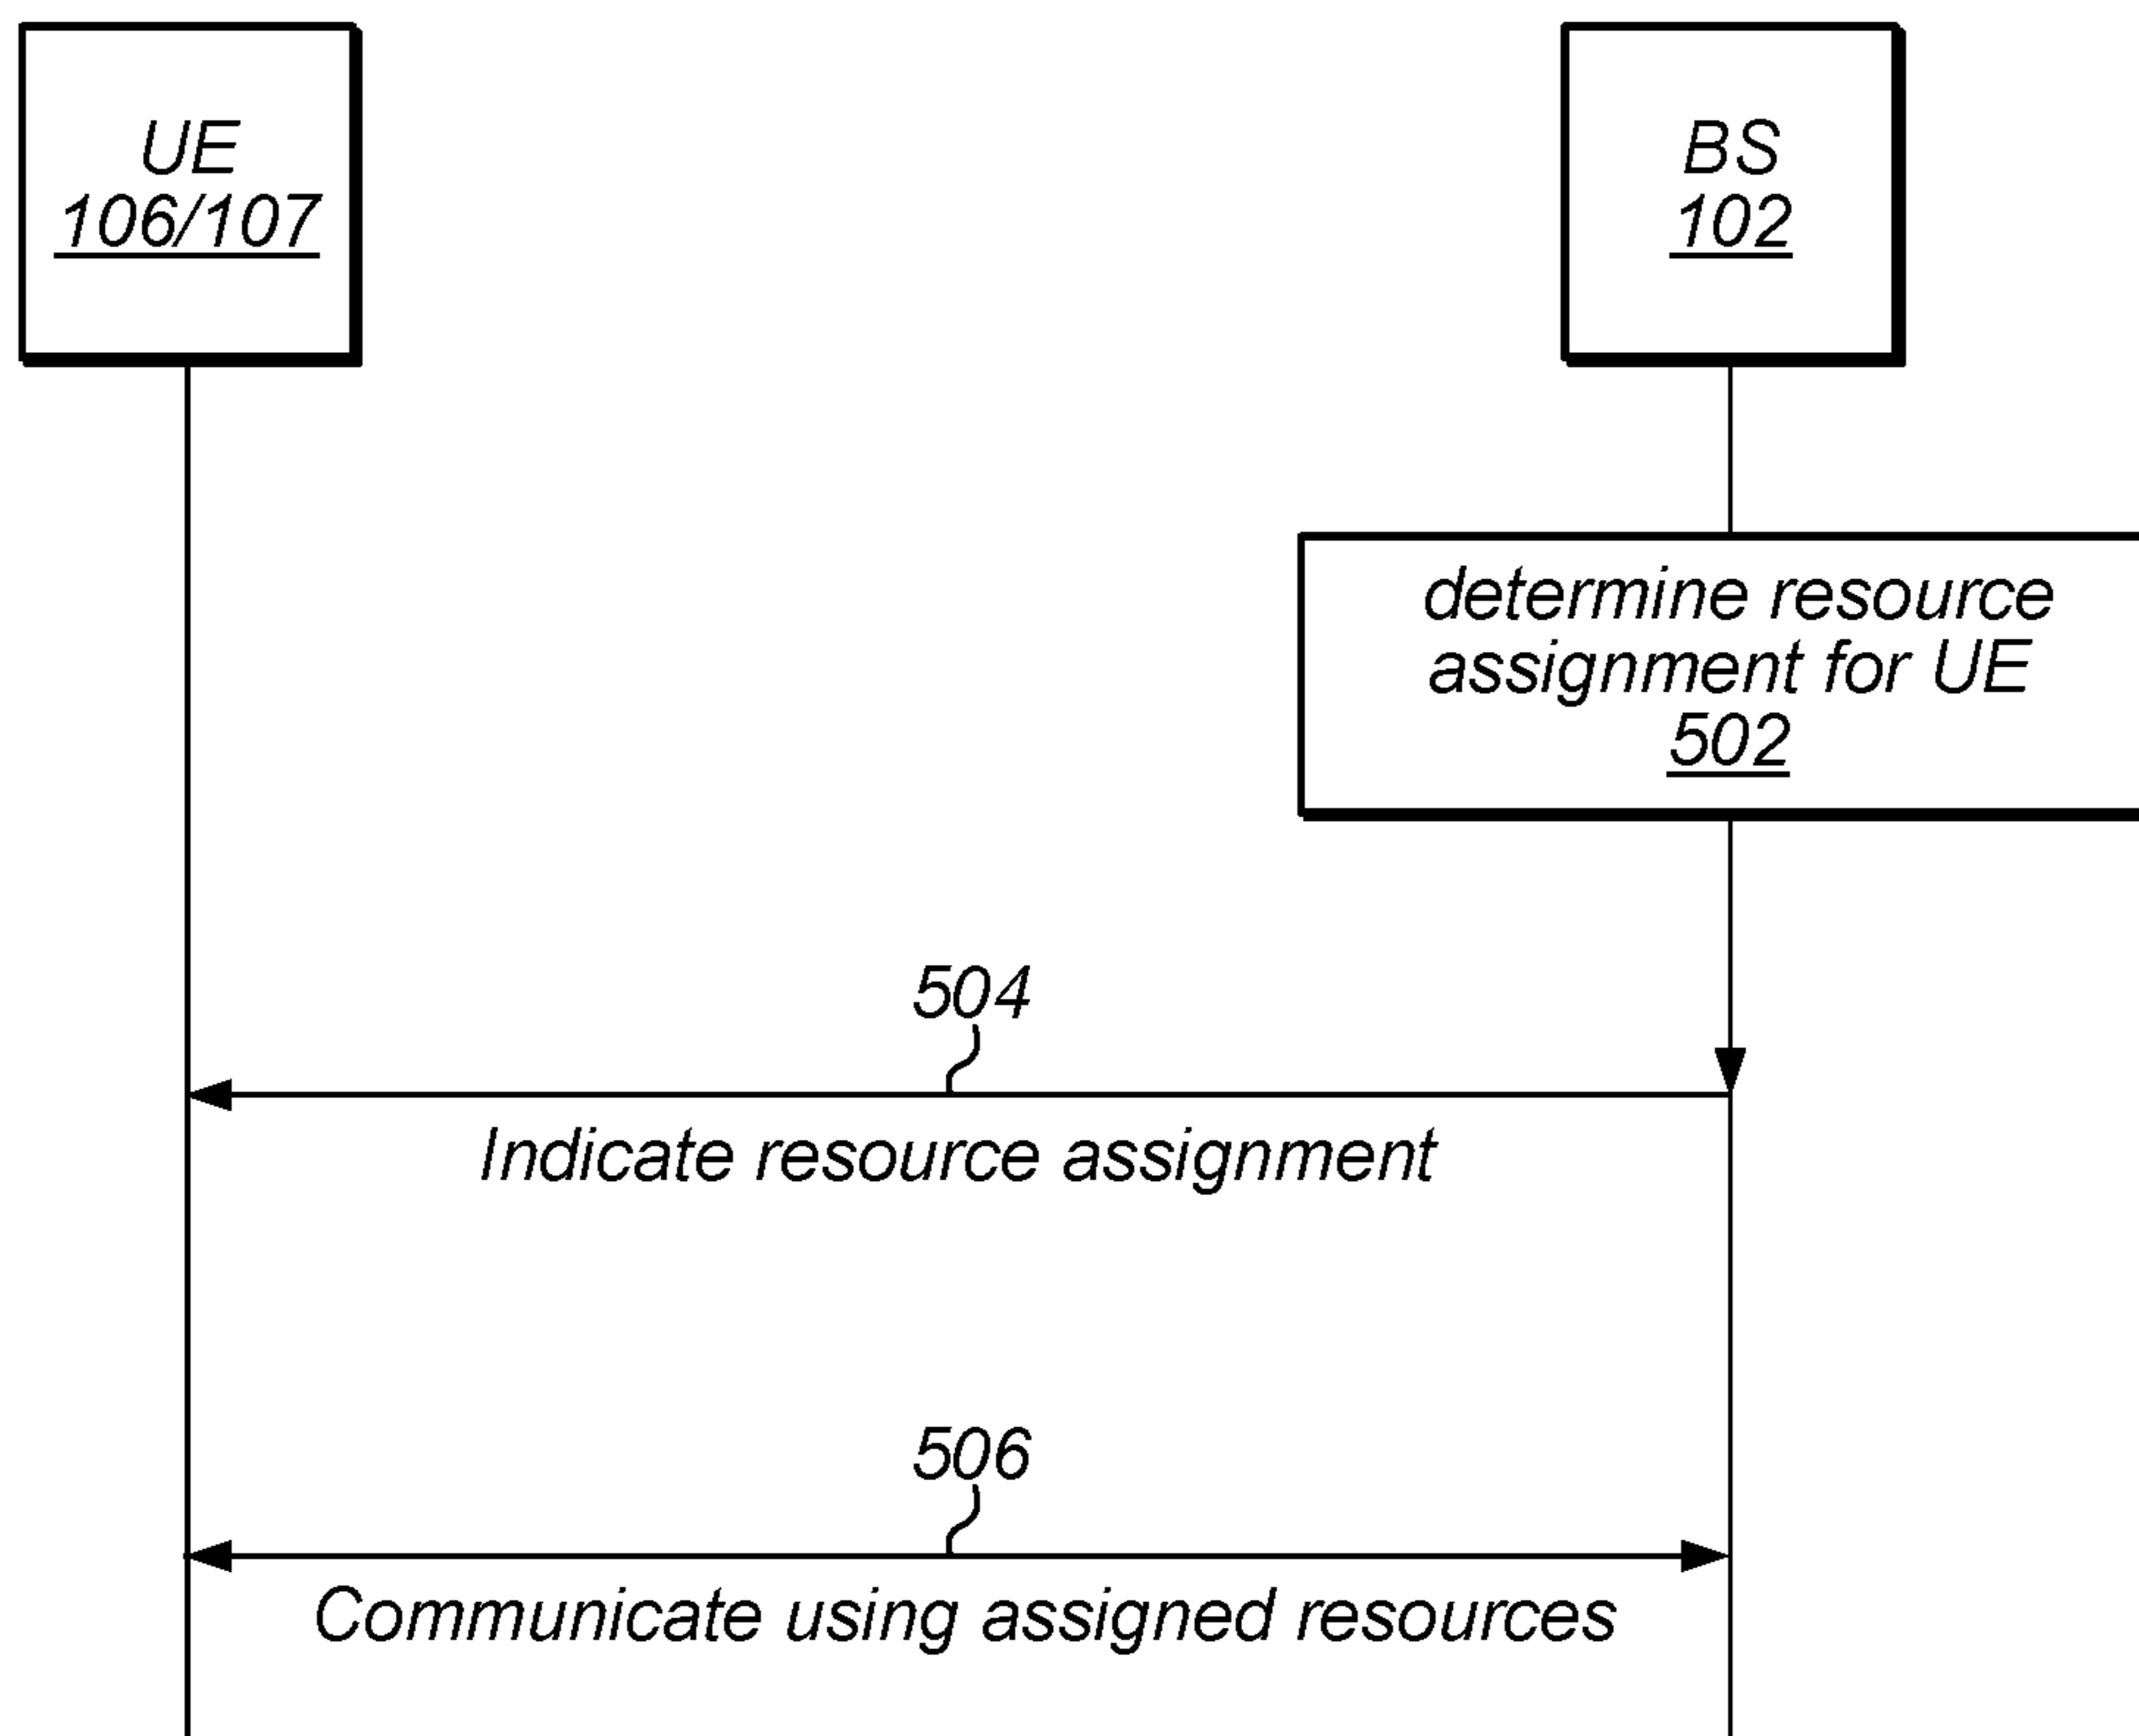 UE
106/107
BS
102
determine resource
assignment for UE
502
504
Indicate resource assignment
506
Communicate using assigned resources